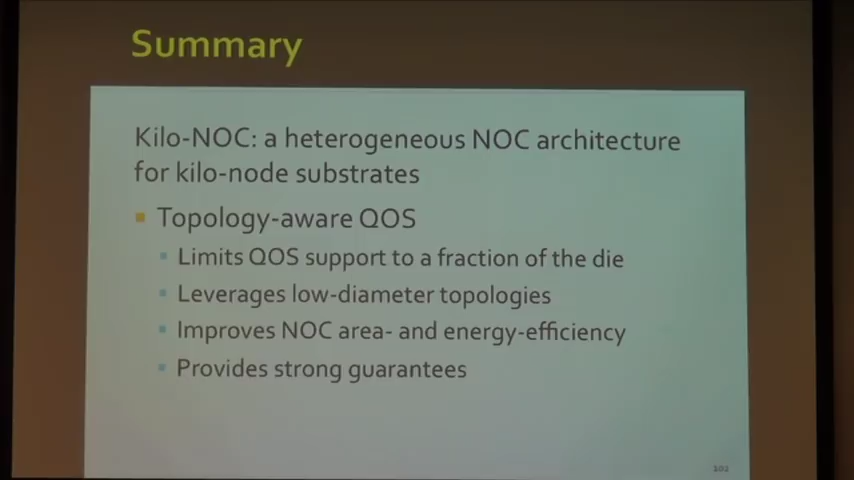 Summary
Kilo-NOC: a heterogeneous NOC architecture
for kilo-node substrates
Topology-aware QOS
Limits QOS support to a fraction of the die
Leverages low-diameter topologies
Improves NOC area- and energy-efficiency
Provides strong guarantees
102